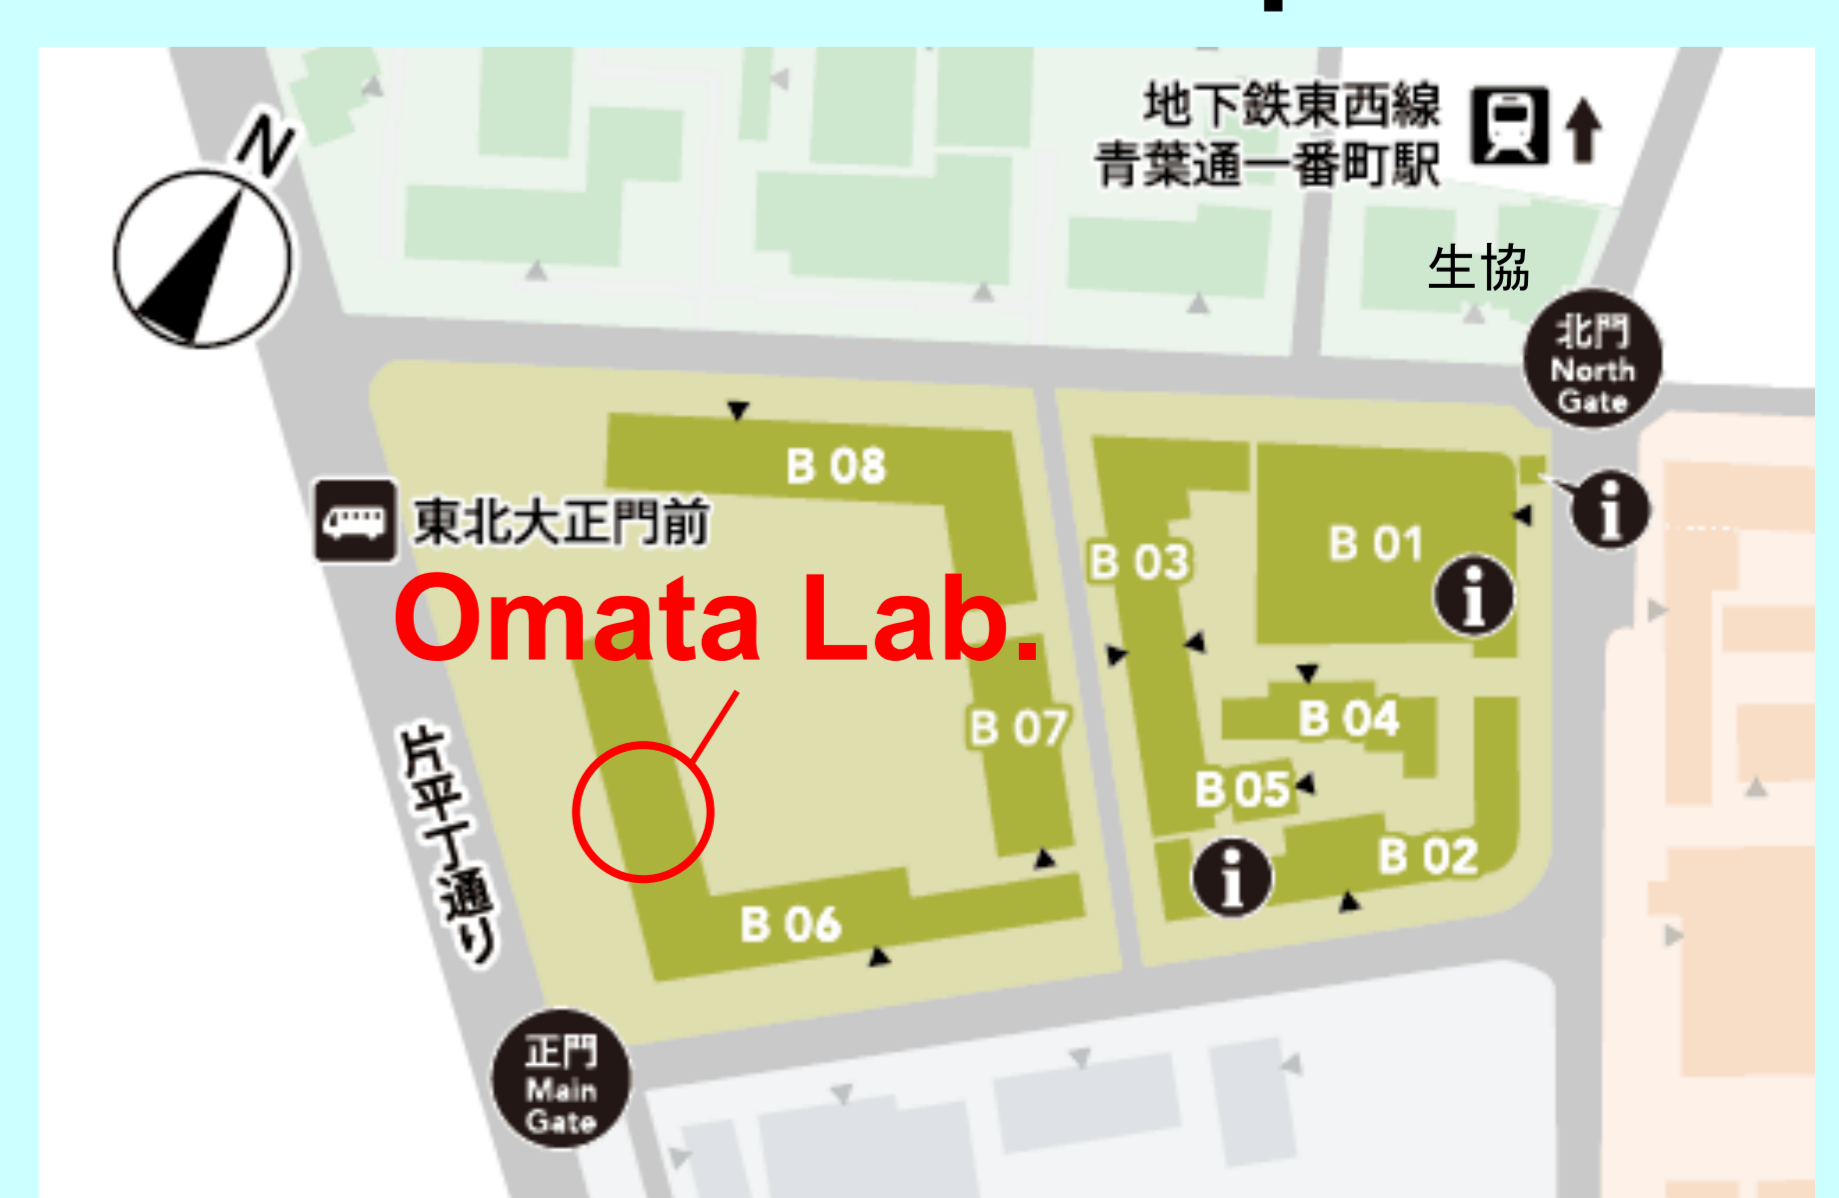 N
地下鉄東西線
青葉通一番町駅
生協
北門
North
Gate
B 08
東北大正門前
B 03
B 01
i
i
Omata Lab.
B 07
B 04
B 05
片平丁通り
B 06
i
B 02
正門
Main
Gate